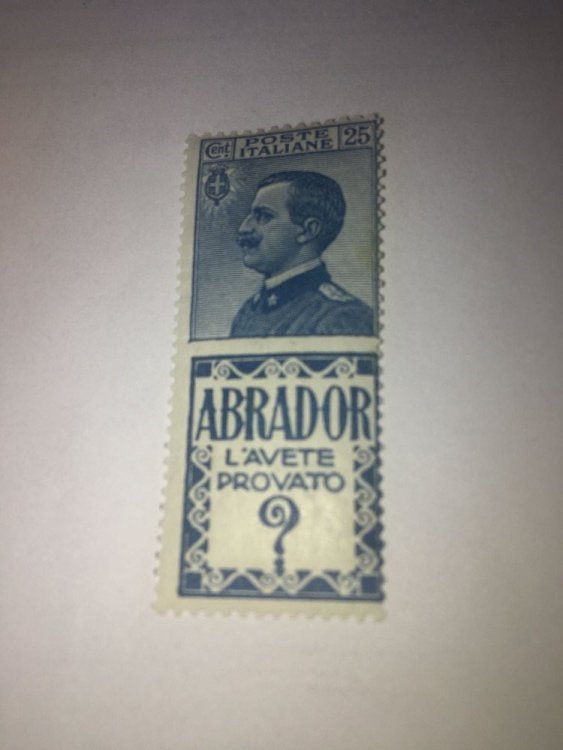 Cent POSTE ITALIANE 25
ABRADOR
L'AVETE
PROVATO
?